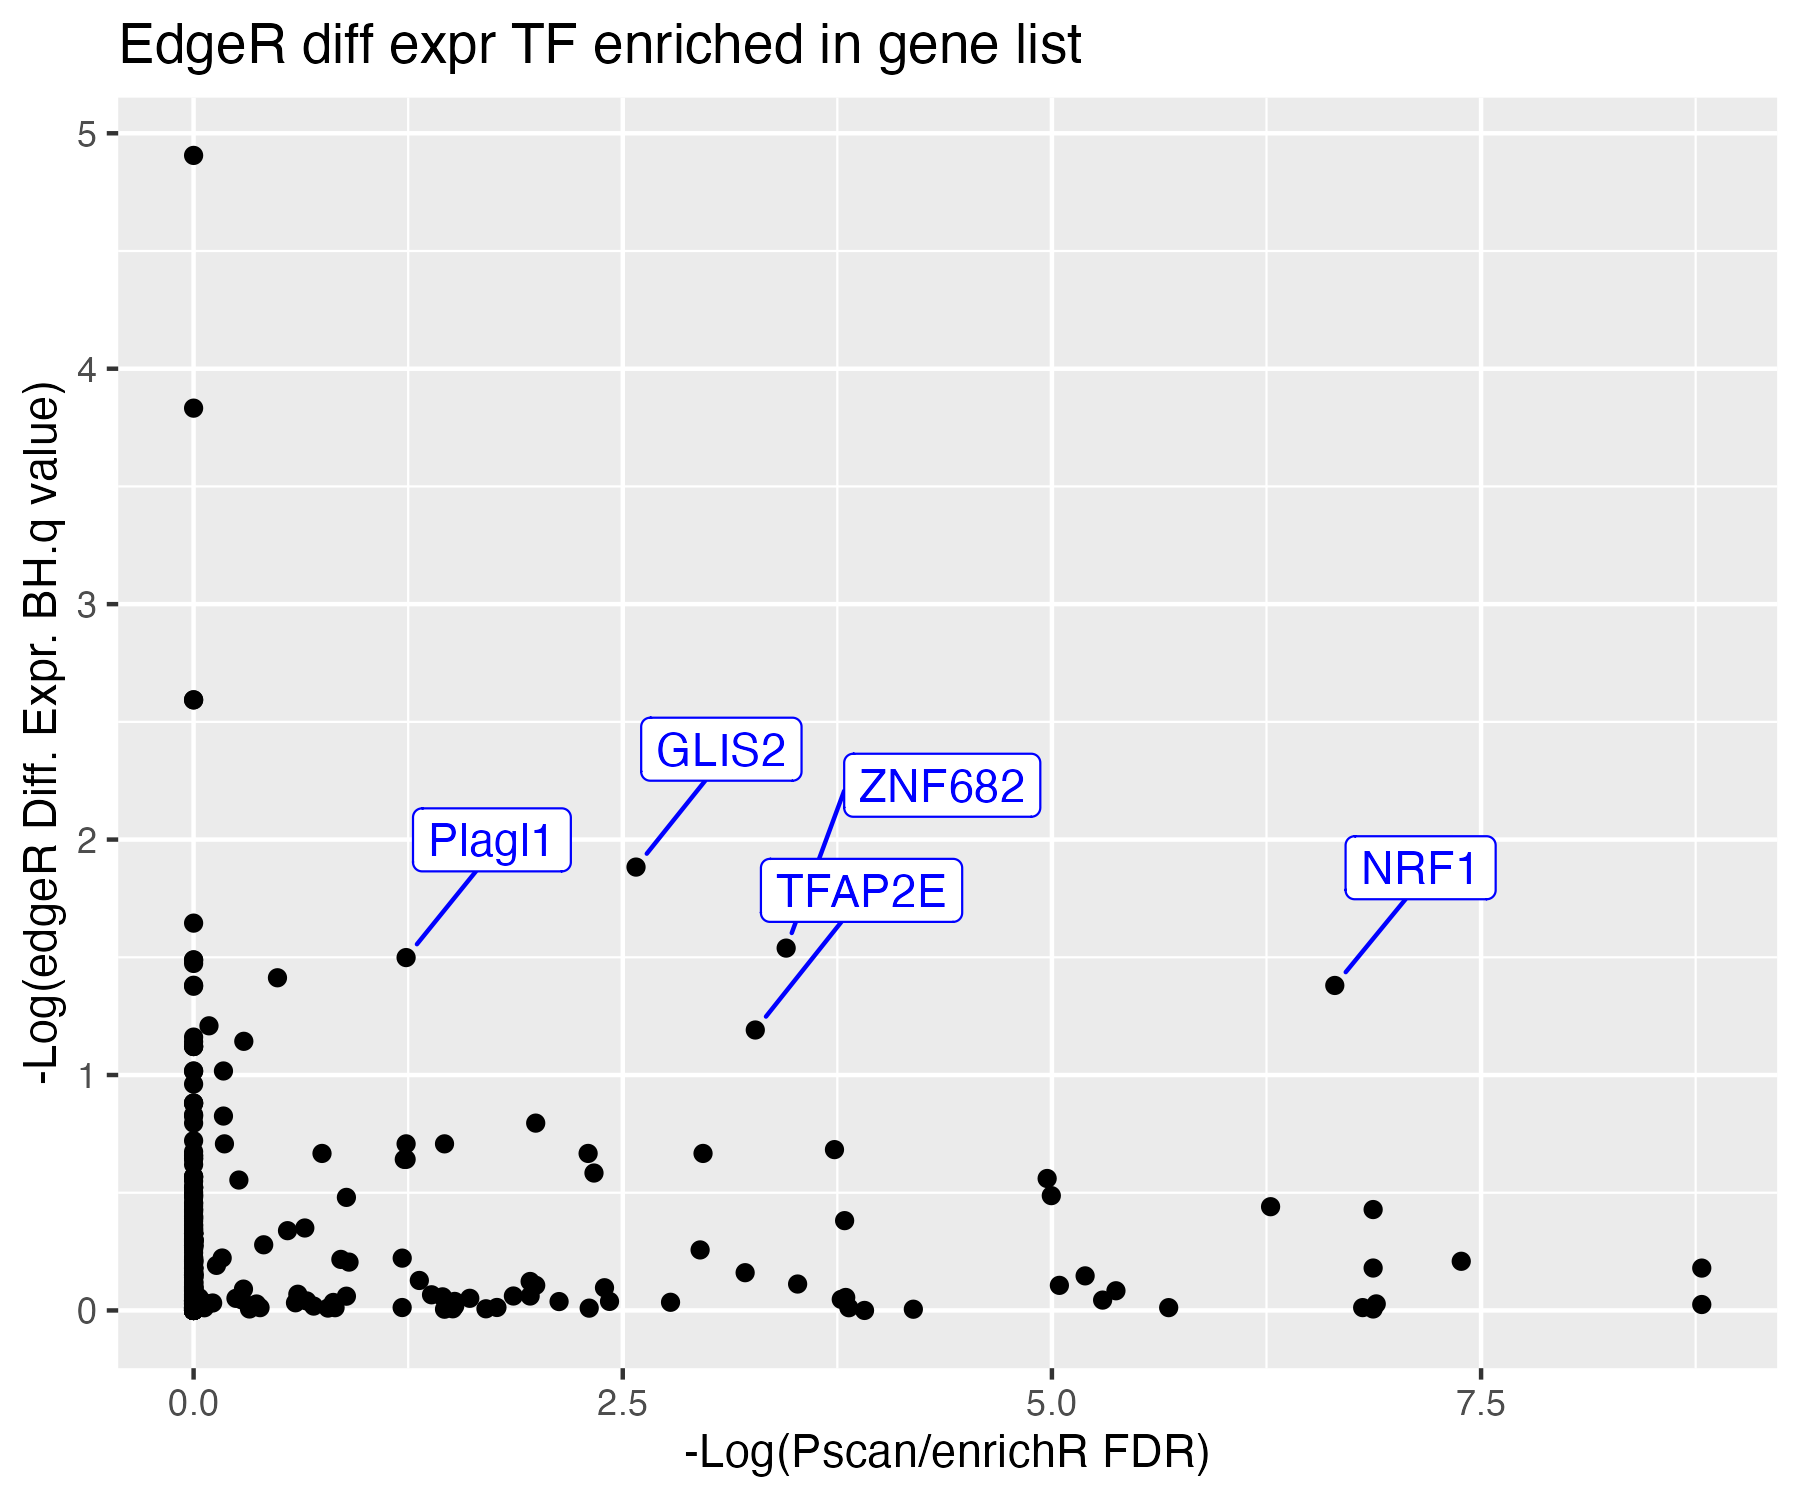 EdgeR diff expr TF enriched in gene list
-Log(edgeR Diff. Expr. BH.q value)
5
4
3
2
1
0
GLIS2
ZNF682
Plagl1
TFAP2E
NRF1
0.0
2.5
5.0
7.5
-Log(Pscan/enrichR FDR)